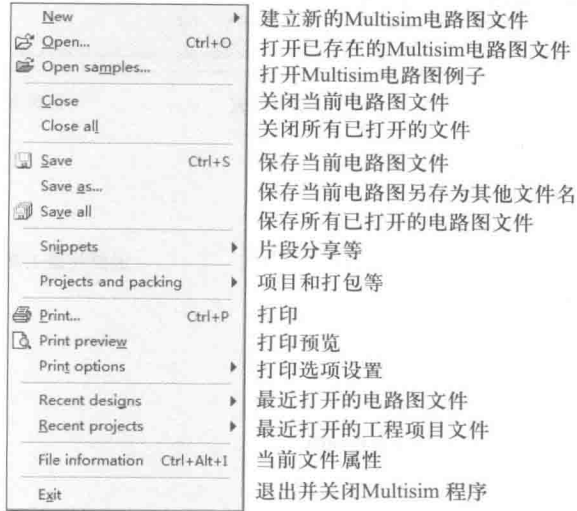 New 建立新的Multisim电路图文件
Open... Ctrl+O 打开已存在的Multisim电路图文件
Open samples... 打开Multisim电路图例子
Close 关闭当前电路图文件
Close all 关闭所有已打开的文件
Save Ctrl+S 保存当前电路图文件
Save as... 保存当前电路图另存为其他文件名
Save all 保存所有已打开的电路图文件
Snippets 片段分享等
Projects and packing 项目和打包等
Print... Ctrl+P 打印
Print preview 打印预览
Print options 打印选项设置
Recent designs 最近打开的电路图文件
Recent projects 最近打开的工程项目文件
File information Ctrl+Alt+I 当前文件属性
Exit 退出并关闭Multisim 程序